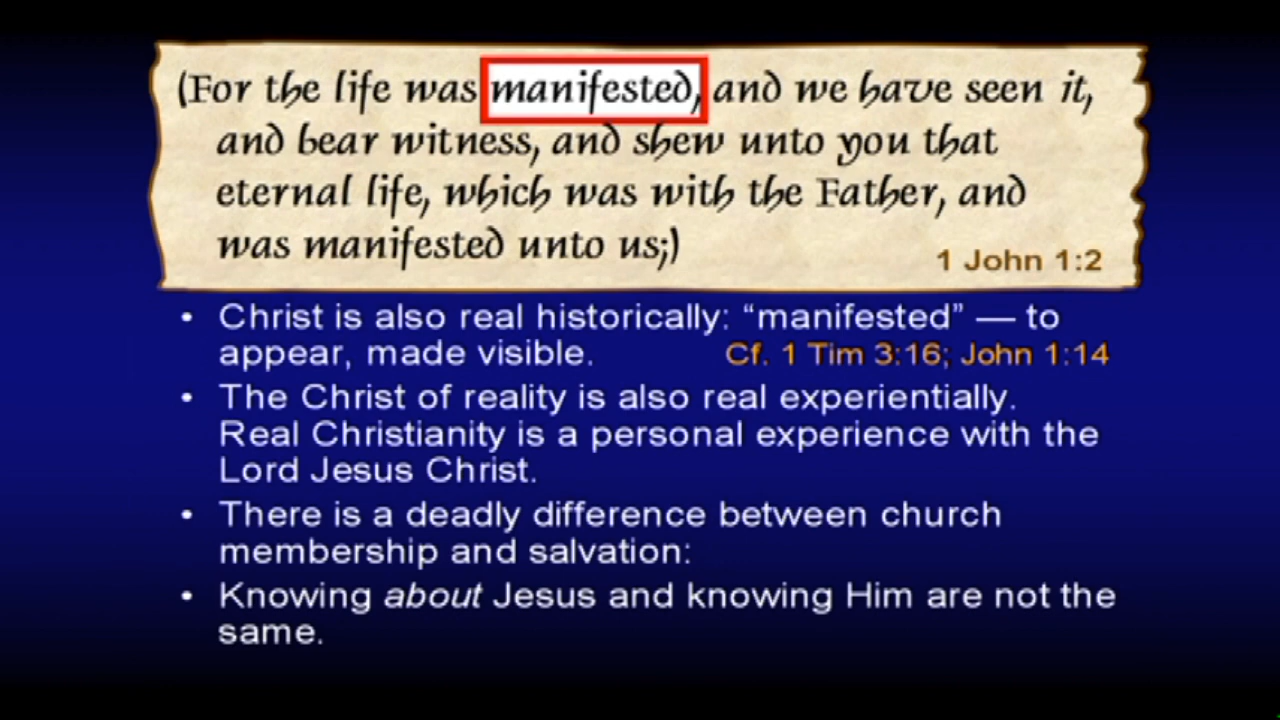 (For the life was manifested, and we have seen it,
and bear witness, and shew unto you that
eternal life, which was with the Father, and
was manifested unto us;)
1 John 1:2
• Christ is also real historically: “manifested” — to
appear, made visible. Cf. 1 Tim 3:16; John 1:14
• The Christ of reality is also real experientially.
Real Christianity is a personal experience with the
Lord Jesus Christ.
• There is a deadly difference between church
membership and salvation:
• Knowing about Jesus and knowing Him are not the
same.